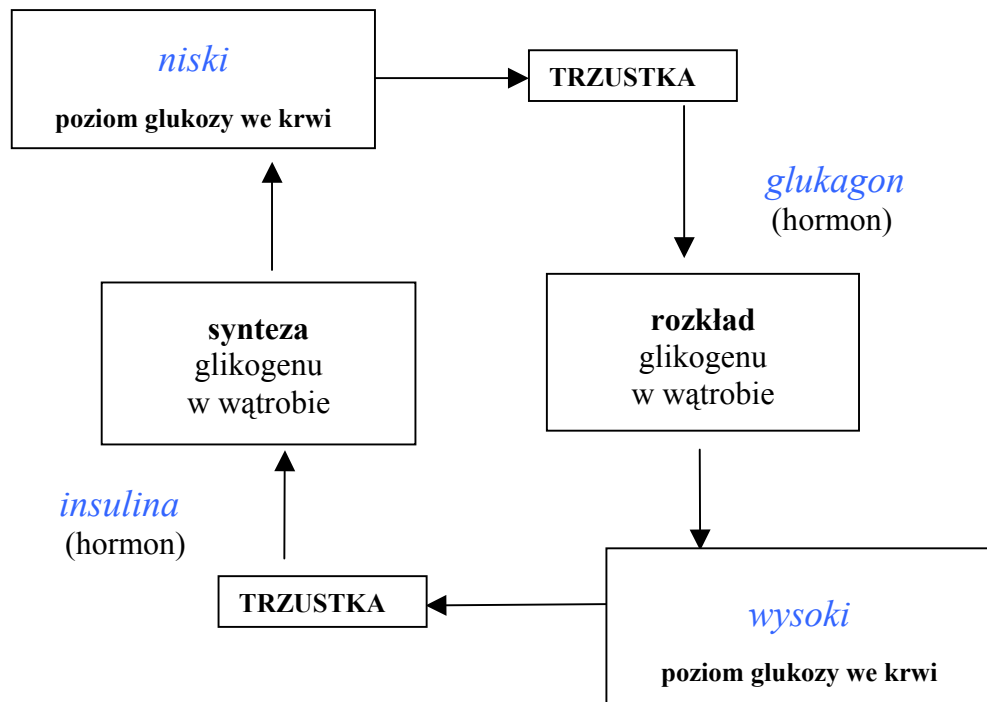 niski
poziom glukozy we krwi
TRZUSTKA
glukagon
(hormon)
rozkład
glikogenu
w wątrobie
wysoki
poziom glukozy we krwi
TRZUSTKA
insulina
(hormon)
synteza
glikogenu
w wątrobie